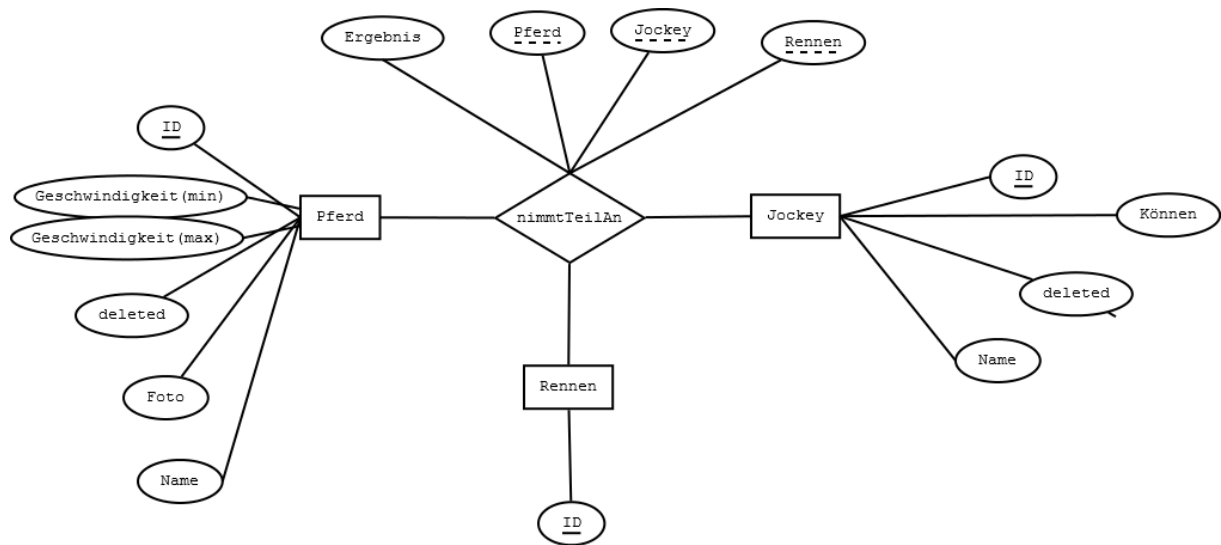 Ergebnis
Pferd
Jockey
Rennen
ID
Geschwindigkeit(min)
Geschwindigkeit(max)
deleted
Foto
Name
Pferd
nimmtTeilAn
Jockey
ID
Können
deleted
Name
Rennen
ID